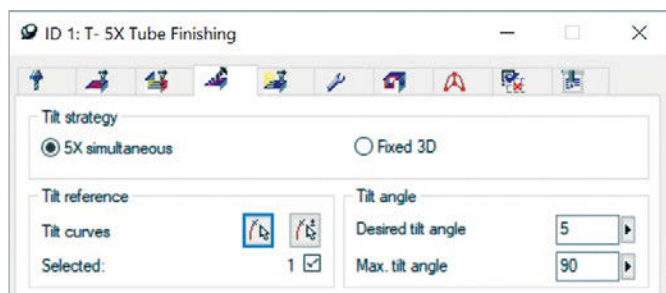 ID 1: T- 5X Tube Finishing
Tilt strategy
5X simultaneous
Fixed 3D
Tilt reference
Tilt angle
Tilt curves
Desired tilt angle 5
Selected: 1
Max. tilt angle 90